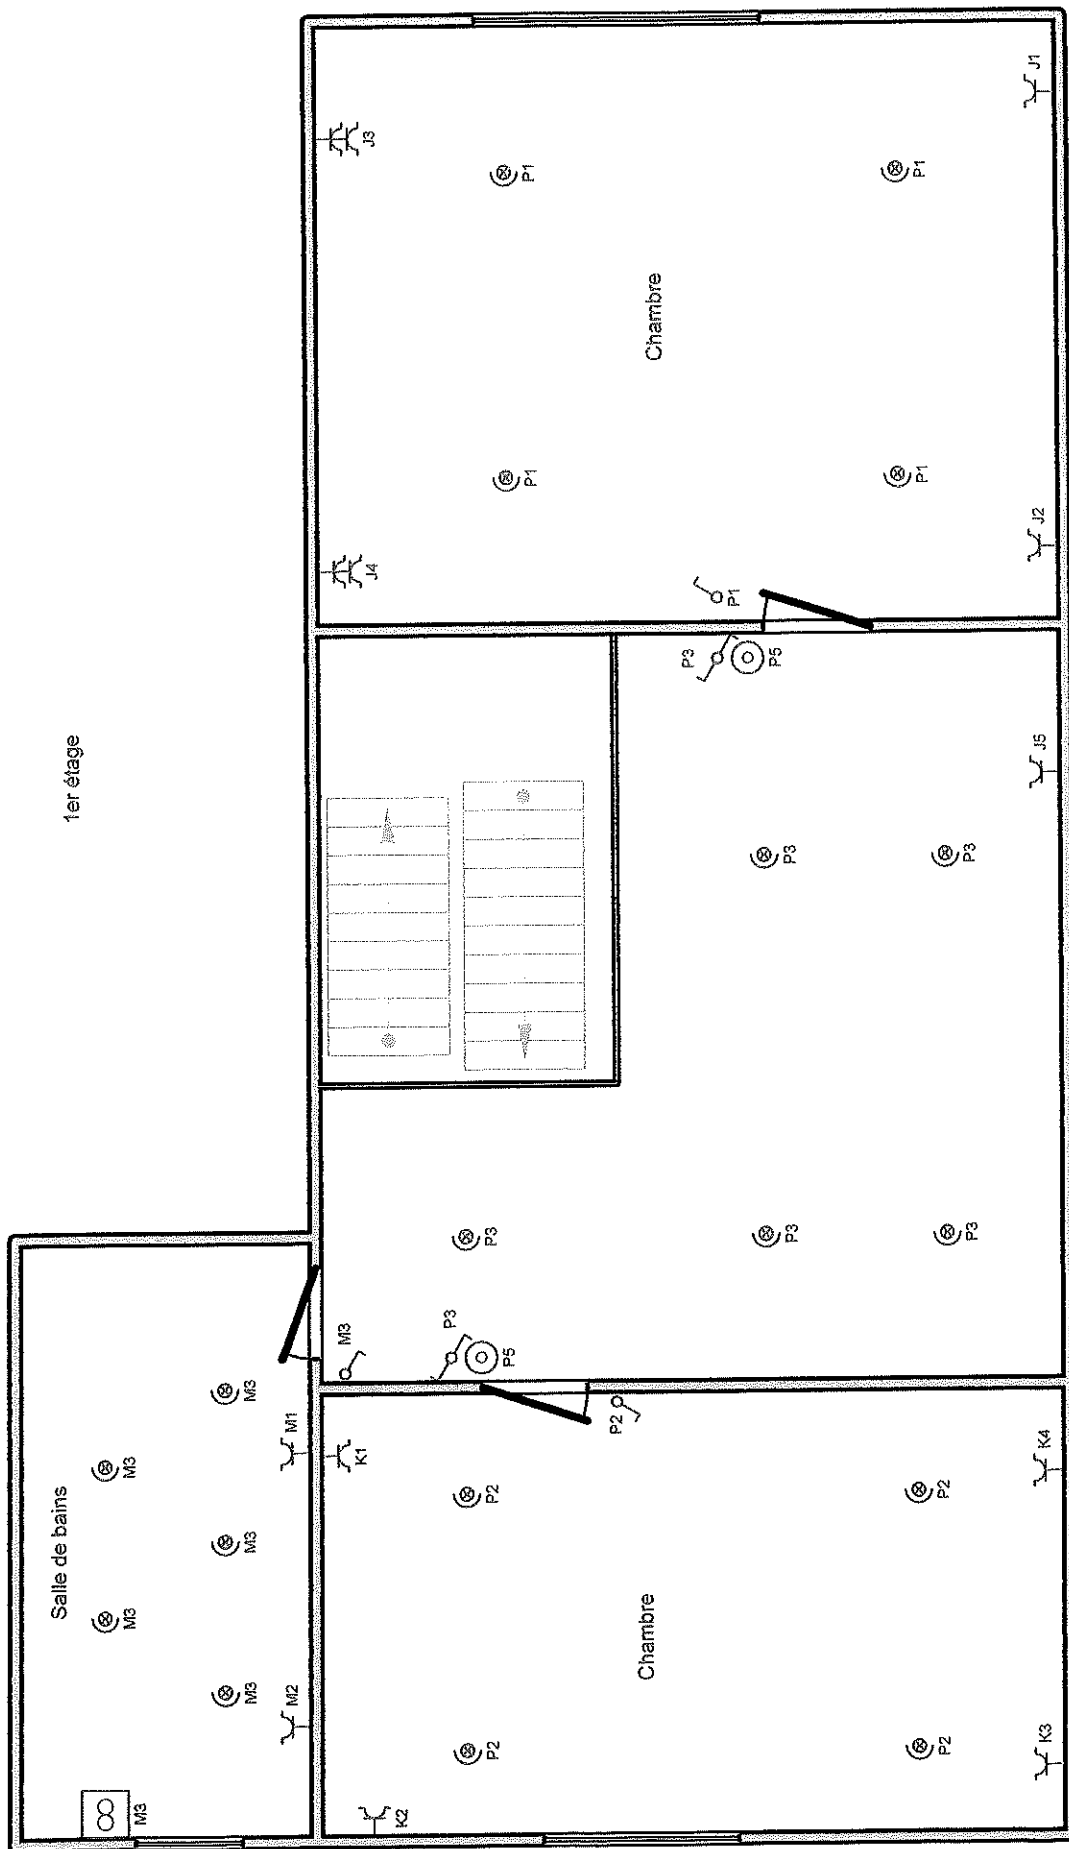 1er étage
Salle de bains
M3
M3
M3
M3
M3
M3
M1
M2
M3
Chambre
J3
J4
J1
J2
P1
P1
P1
P1
P1
P3
P5
J5
P3
P3
P3
P3
P3
P3
P5
Chambre
P2
K1
K2
K3
K4
P2
P2
P2
P2